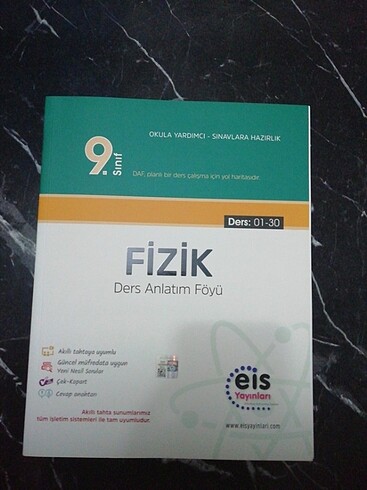 OKULA YARDIMCI - SINAVLARA HAZIRLIK
9.
Sınıf
DAF, planlı bir ders çalışma için yol haritasıdır.
Ders: 01-30
FİZİK
Ders Anlatım Föyü
Akıllı tahtaya uyumlu
Güncel müfredata uygun
Yeni Nesil Sorular
Çek-Kopart
Cevap anahtarı
eis
Yayınları
Akıllı tahta sunumlarımız
tüm işletim sistemleri ile tam uyumludur.
www.eisyayinlari.com